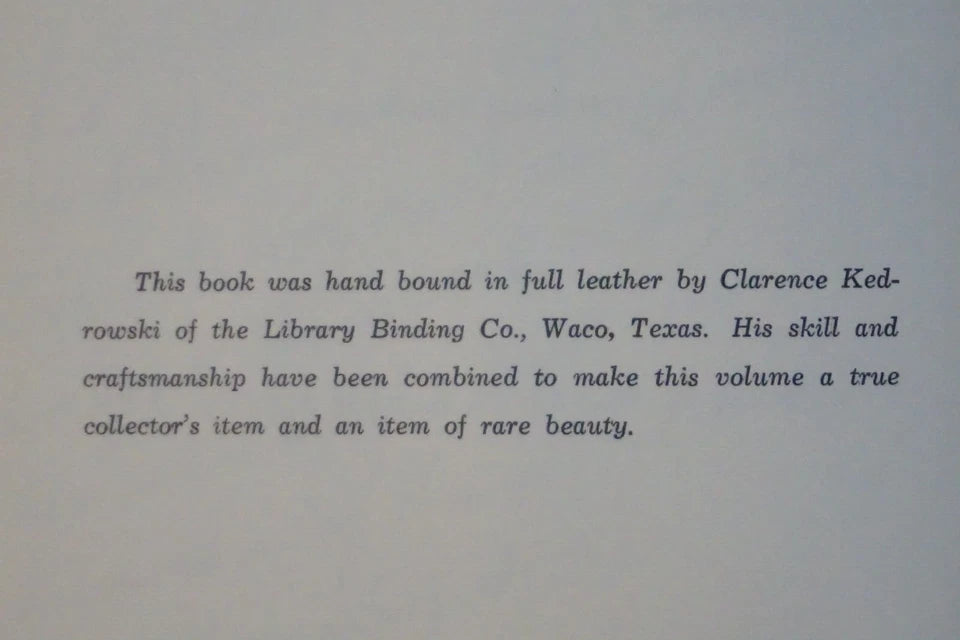 This book was hand bound in full leather by Clarence Ked-
rowski of the Library Binding Co., Waco, Texas. His skill and
craftsmanship have been combined to make this volume a true
collector's item and an item of rare beauty.